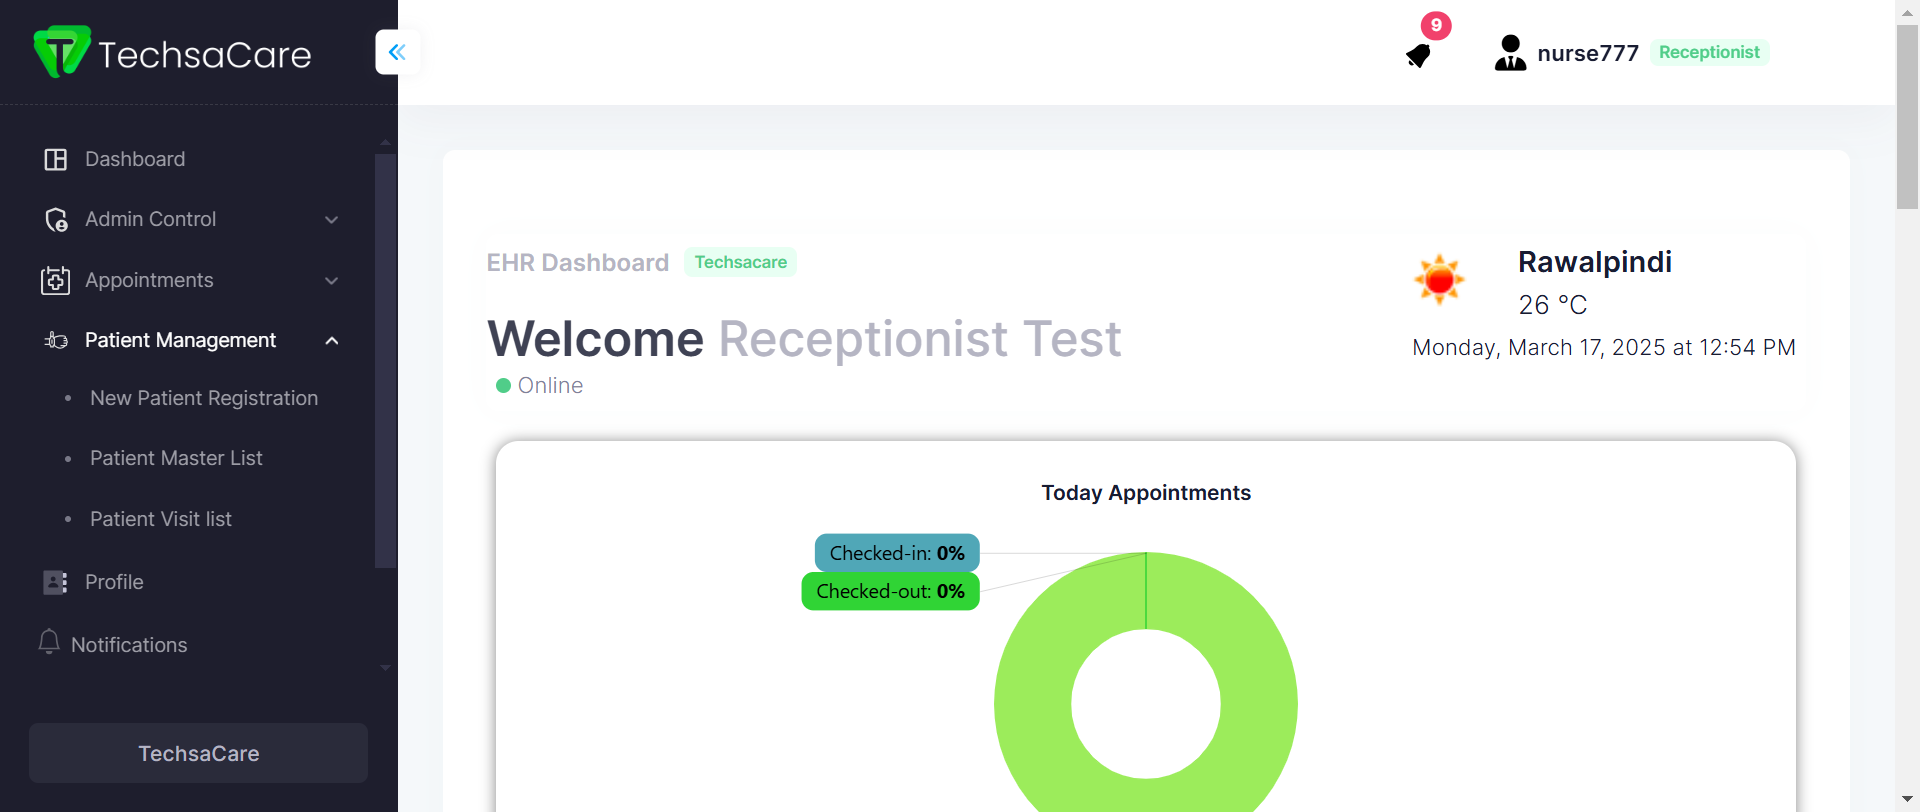 TechsaCare
9
nurse777 Receptionist
Dashboard
Admin Control
Appointments
Patient Management
New Patient Registration
Patient Master List
Patient Visit list
Profile
Notifications
TechsaCare
EHR Dashboard Techsacare
Welcome Receptionist Test
Online
Rawalpindi
26 °C
Monday, March 17, 2025 at 12:54 PM
Today Appointments
Checked-in: 0%
Checked-out: 0%